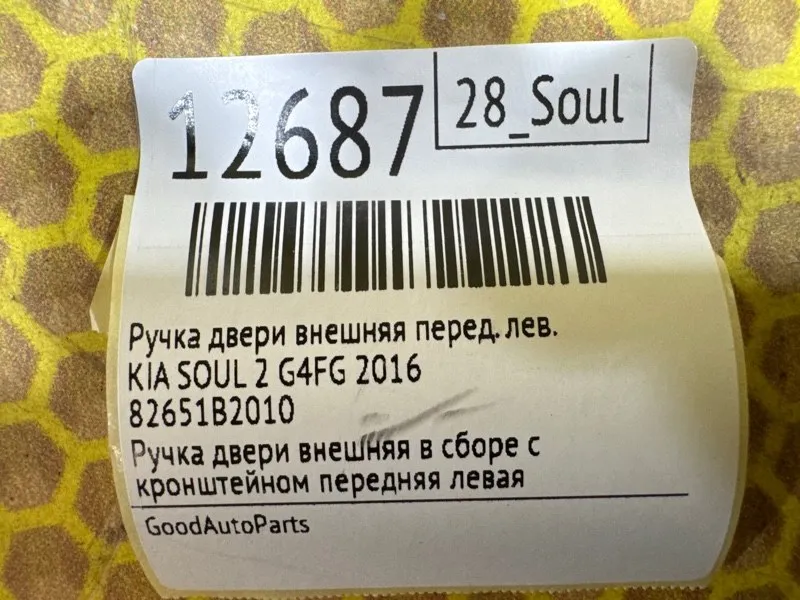 12687
28_Soul
Ручка двери внешняя перед. лев.
KIA SOUL 2 G4FG 2016
82651B2010
Ручка двери внешняя в сборе с
кронштейном передняя левая
GoodAutoParts